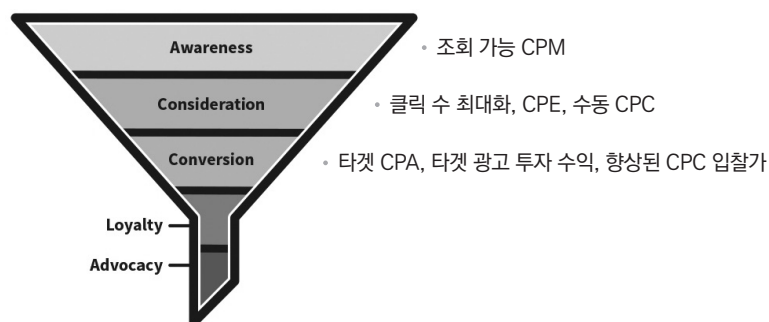 Awareness
• 조회 가능 CPM
Consideration
• 클릭 수 최대화, CPE, 수동 CPC
Conversion
• 타겟 CPA, 타겟 광고 투자 수익, 향상된 CPC 입찰가
Loyalty
Advocacy